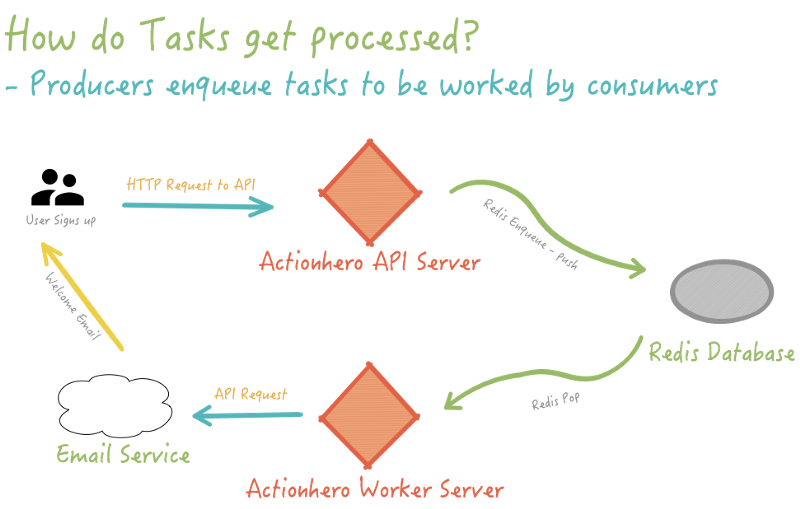 How do Tasks get processed?
- Producers enqueue tasks to be worked by consumers
HTTP Request to API
User Signs up
Actionhero API Server
Redis Enqueue - push
Redis Database
Welcome Email
API Request
Redis Pop
Email Service
Actionhero Worker Server